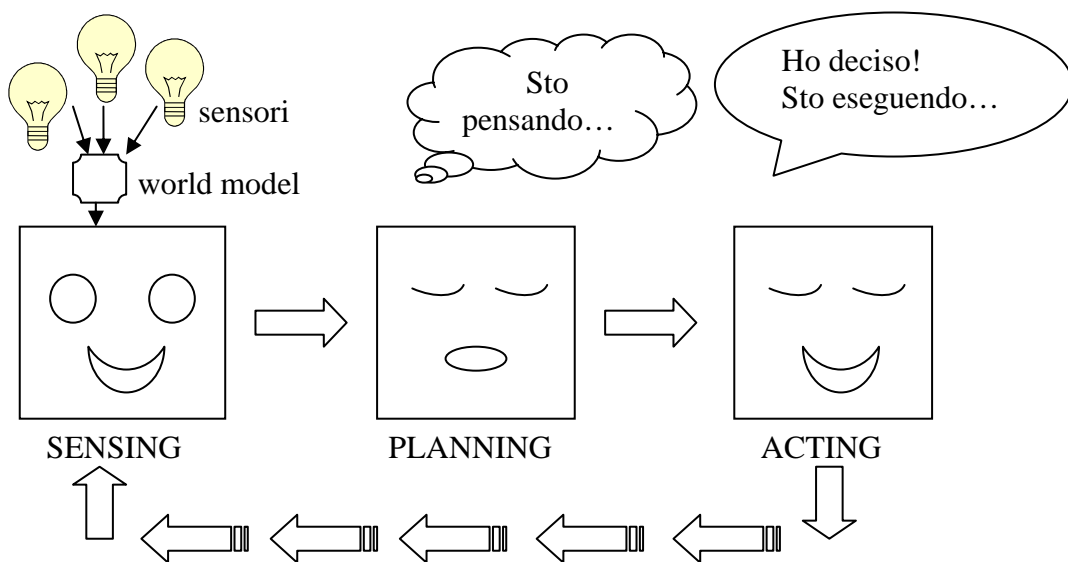 Sto
pensando…
Ho deciso!
Sto eseguendo…
sensori
world model
SENSING
PLANNING
ACTING